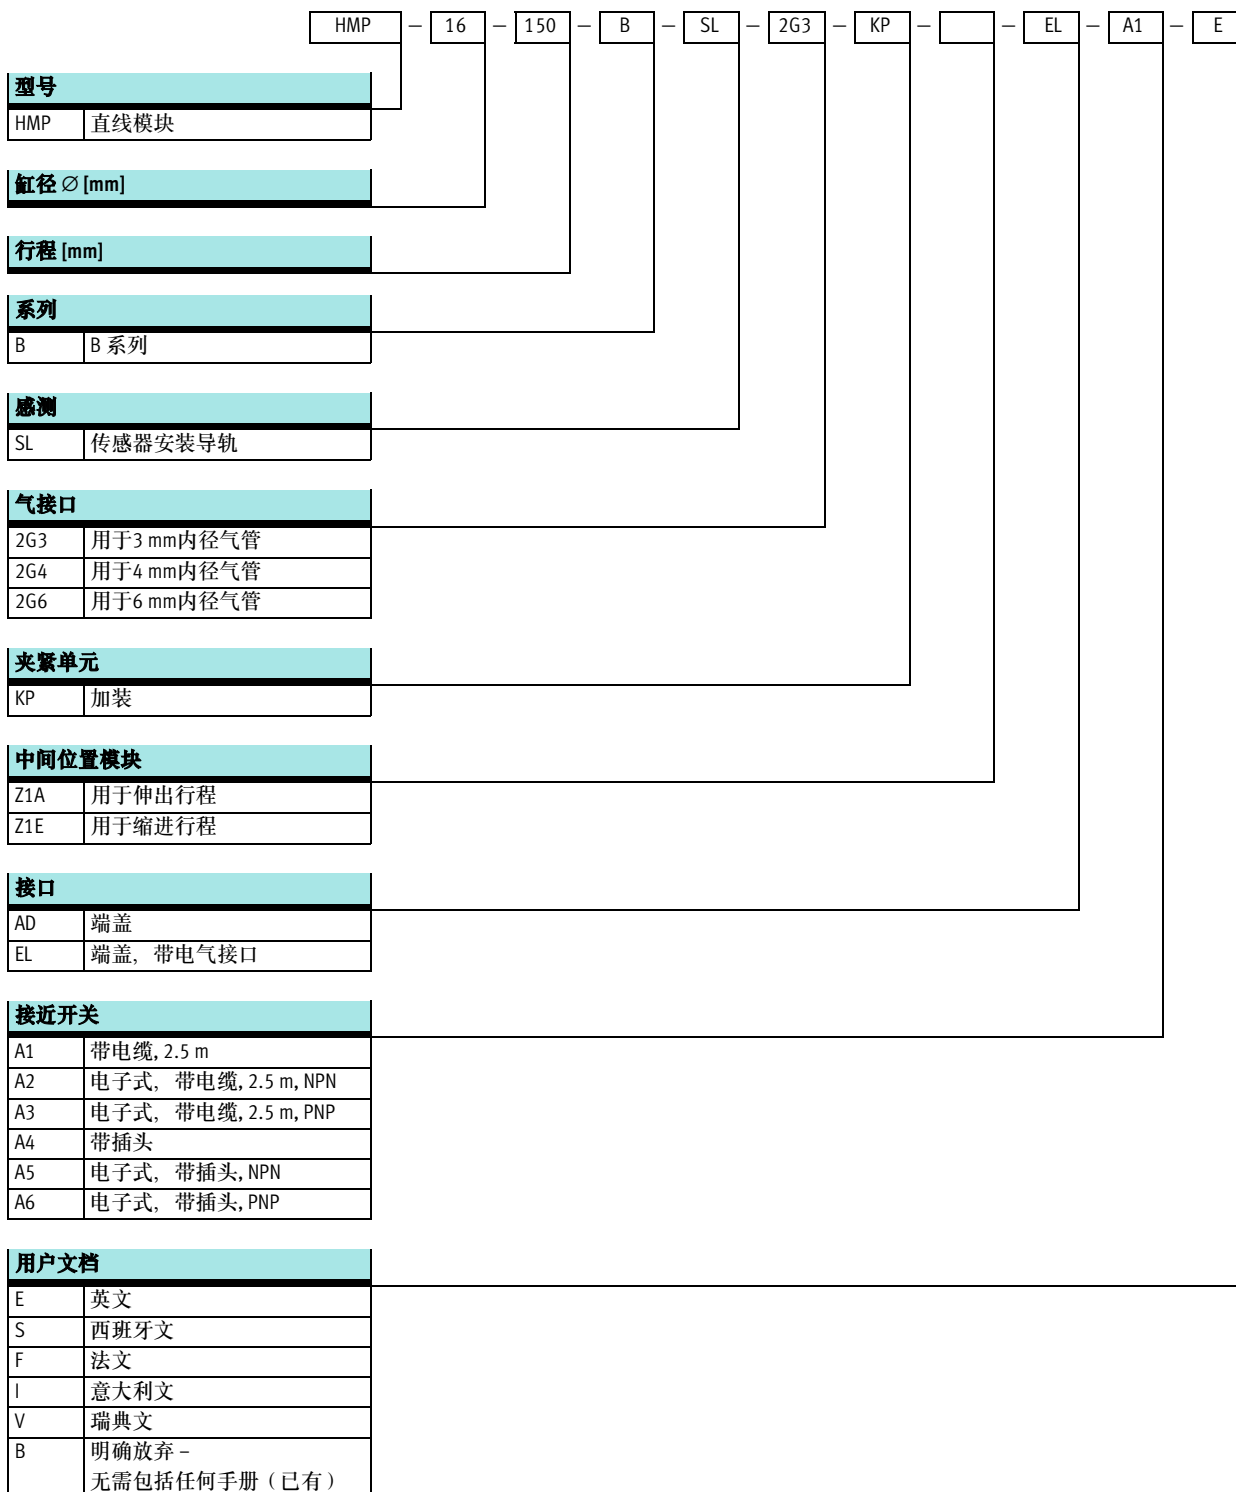 HMP – 16 – 150 – B – SL – 2G3 – KP – – EL – A1 – E
型号
HMP 直线模块
缸径 ∅ [mm]
行程 [mm]
系列
B B 系列
感测
SL 传感器安装导轨
气接口
2G3 用于3 mm内径气管
2G4 用于4 mm内径气管
2G6 用于6 mm内径气管
夹紧单元
KP 加装
中间位置模块
Z1A 用于伸出行程
Z1E 用于缩进行程
接口
AD 端盖
EL 端盖，带电气接口
接近开关
A1 带电缆, 2.5 m
A2 电子式，带电缆, 2.5 m, NPN
A3 电子式，带电缆, 2.5 m, PNP
A4 带插头
A5 电子式，带插头, NPN
A6 电子式，带插头, PNP
用户文档
E 英文
S 西班牙文
F 法文
I 意大利文
V 瑞典文
B 明确放弃 –
无需包括任何手册（已有）